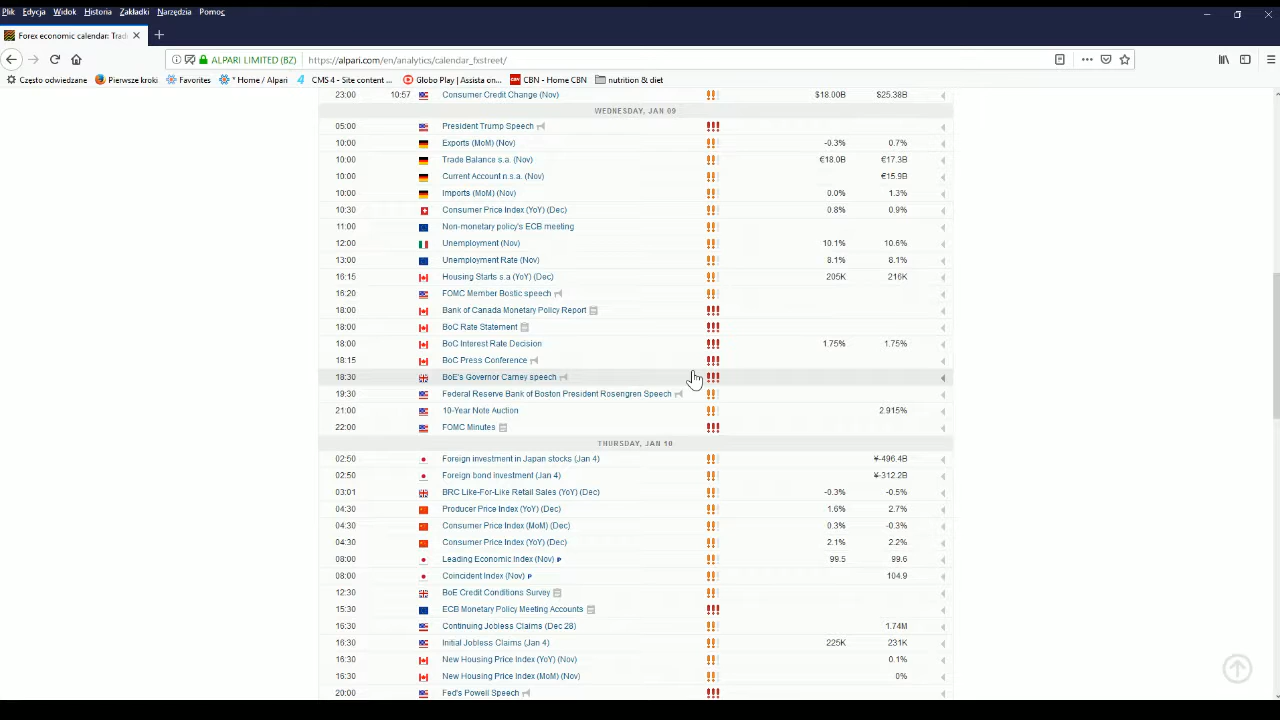 Plik Edycja Widok Historia Zakładki Narzędzia Pomoc
Forex economic calendar: Trad
ALPARI LIMITED (BZ) https://alpari.com/en/analytics/calendar_fxstreet/
Często odwiedzane Pierwsze kroki Favorites * Home / Alpari CMS 4 - Site content ... Globo Play | Assista on... CBN - Home CBN nutrition & diet
23:00 10:57 Consumer Credit Change (Nov) $18.00B $25.38B
WEDNESDAY, JAN 09
05:00 President Trump Speech
10:00 Exports (MoM) (Nov) -0.3% 0.7%
10:00 Trade Balance s.a. (Nov) €18.0B €17.3B
10:00 Current Account n.s.a. (Nov) €15.9B
10:00 Imports (MoM) (Nov) 0.0% 1.3%
10:30 Consumer Price Index (YoY) (Dec) 0.8% 0.9%
11:00 Non-monetary policy's ECB meeting
12:00 Unemployment (Nov) 10.1% 10.6%
13:00 Unemployment Rate (Nov) 8.1% 8.1%
16:15 Housing Starts s.a (YoY) (Dec) 205K 216K
16:20 FOMC Member Bostic speech
18:00 Bank of Canada Monetary Policy Report
18:00 BoC Rate Statement
18:00 BoC Interest Rate Decision 1.75% 1.75%
18:15 BoC Press Conference
18:30 BoE's Governor Carney speech
19:30 Federal Reserve Bank of Boston President Rosengren Speech
21:00 10-Year Note Auction 2.915%
22:00 FOMC Minutes
THURSDAY, JAN 10
02:50 Foreign investment in Japan stocks (Jan 4) ¥-496.4B
02:50 Foreign bond investment (Jan 4) ¥-312.2B
03:01 BRC Like-For-Like Retail Sales (YoY) (Dec) -0.3% -0.5%
04:30 Producer Price Index (YoY) (Dec) 1.6% 2.7%
04:30 Consumer Price Index (MoM) (Dec) 0.3% -0.3%
04:30 Consumer Price Index (YoY) (Dec) 2.1% 2.2%
08:00 Leading Economic Index (Nov) P 99.5 99.6
08:00 Coincident Index (Nov) P 104.9
12:30 BoE Credit Conditions Survey
15:30 ECB Monetary Policy Meeting Accounts
16:30 Continuing Jobless Claims (Dec 28) 1.74M
16:30 Initial Jobless Claims (Jan 4) 225K 231K
16:30 New Housing Price Index (YoY) (Nov) 0.1%
16:30 New Housing Price Index (MoM) (Nov) 0%
20:00 Fed's Powell Speech